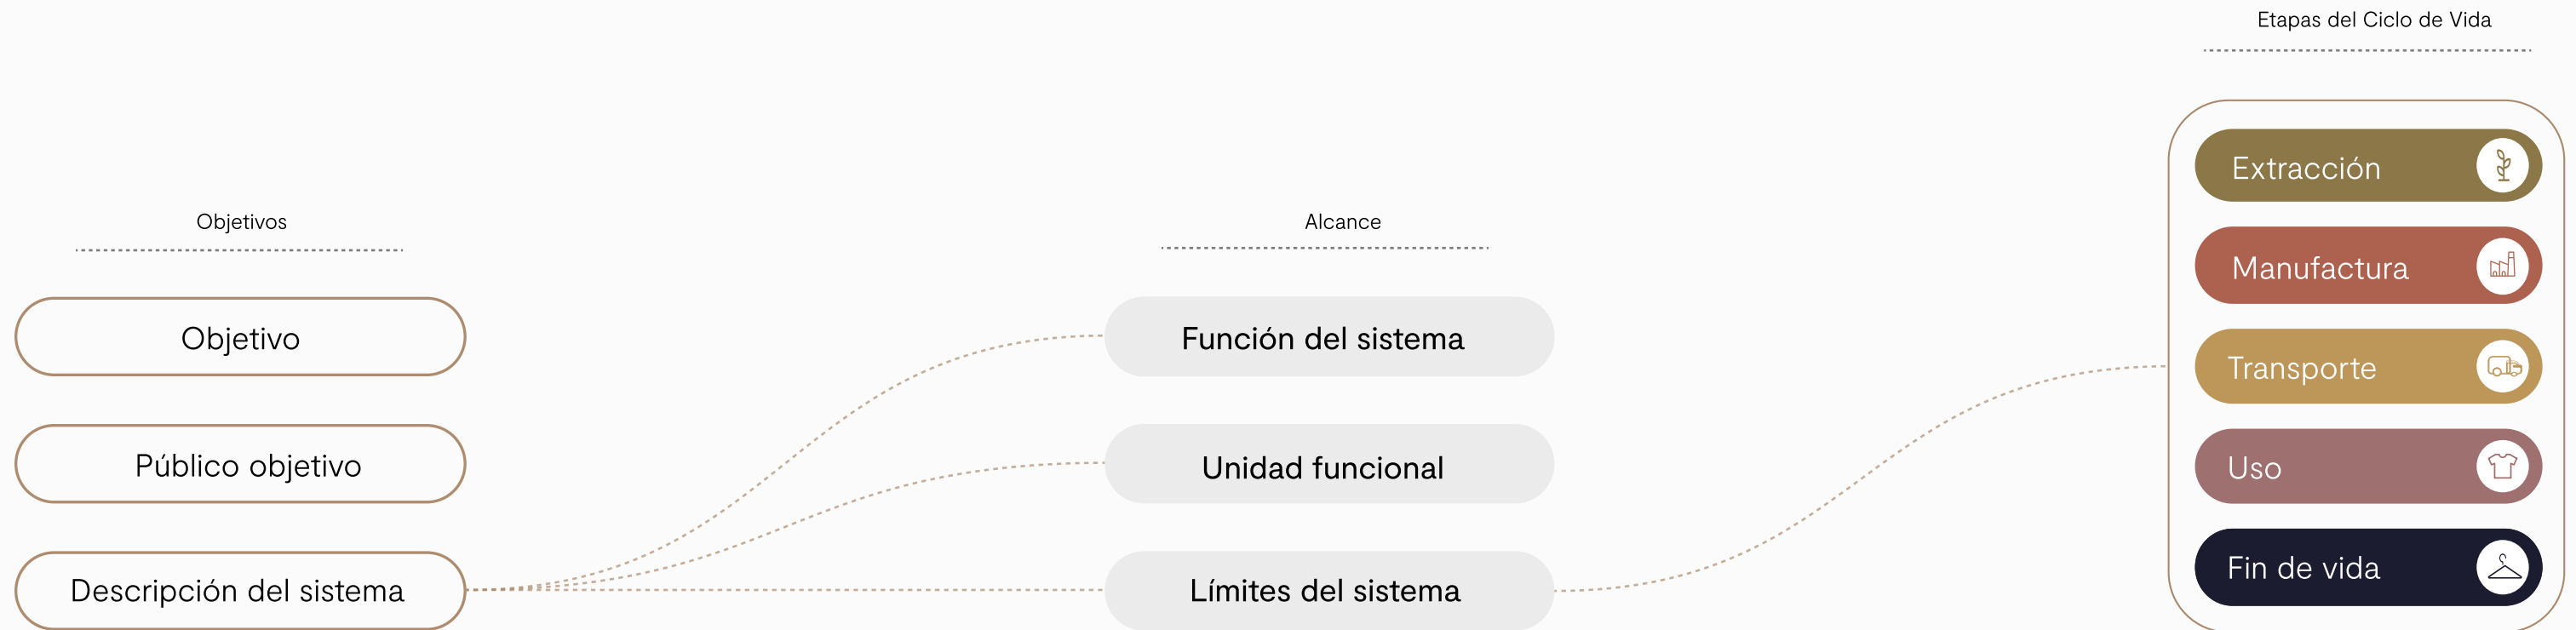 Objetivos
Objetivo
Público objetivo
Descripción del sistema
Alcance
Función del sistema
Unidad funcional
Límites del sistema
Etapas del Ciclo de Vida
Extracción
Manufactura
Transporte
Uso
Fin de vida